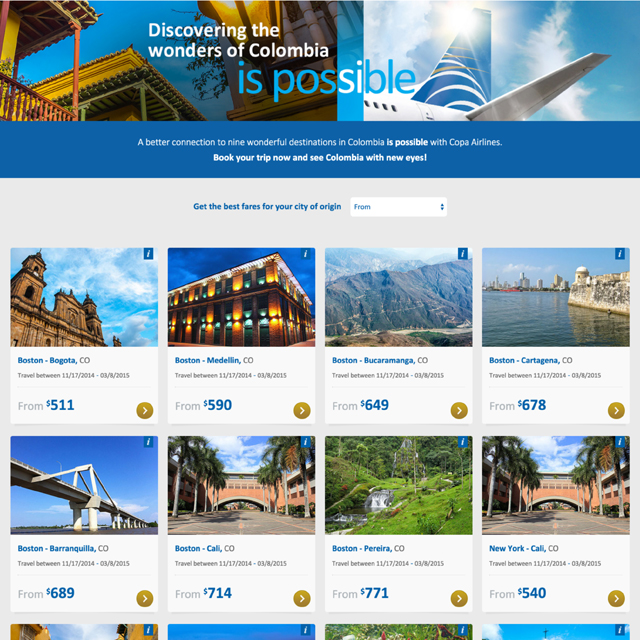 Discovering the
wonders of Colombia
is possible
A better connection to nine wonderful destinations in Colombia is possible with Copa Airlines.
Book your trip now and see Colombia with new eyes!
Get the best fares for your city of origin
From
i
i
i
i
Boston - Bogota, CO
Travel between 11/17/2014 - 03/8/2015
From $511
Boston - Medellin, CO
Travel between 11/17/2014 - 03/8/2015
From $590
Boston - Bucaramanga, CO
Travel between 11/17/2014 - 03/8/2015
From $649
Boston - Cartagena, CO
Travel between 11/17/2014 - 03/8/2015
From $678
i
i
i
i
Boston - Barranquilla, CO
Travel between 11/17/2014 - 03/8/2015
From $689
Boston - Cali, CO
Travel between 11/17/2014 - 03/8/2015
From $714
Boston - Pereira, CO
Travel between 11/17/2014 - 03/8/2015
From $771
New York - Cali, CO
Travel between 11/17/2014 - 03/8/2015
From $540
i
i
i
i